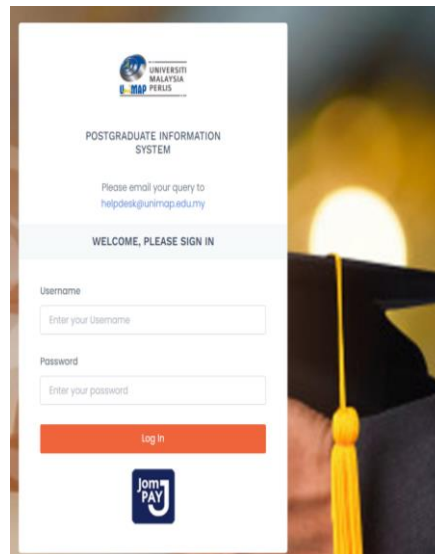 UNIVERSITI
MALAYSIA
PERLIS
UniMAP
POSTGRADUATE INFORMATION
SYSTEM
Please email your query to
helpdesk@unimap.edu.my
WELCOME, PLEASE SIGN IN
Username
Enter your Username
Password
Enter your password
Log In
Jom
PAY